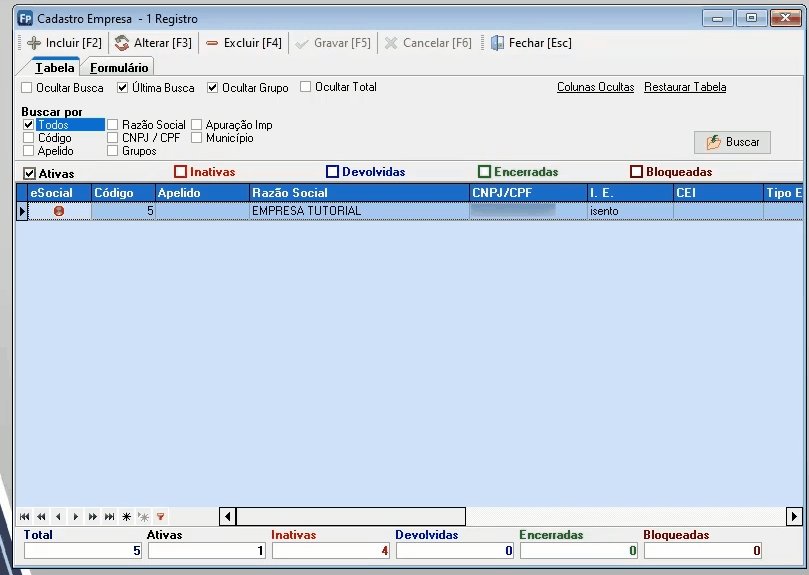 Fp Cadastro Empresa - 1 Registro
Incluir [F2] Alterar [F3] Excluir [F4] Gravar [F5] Cancelar [F6] Fechar [Esc]
Tabela Formulário
Ocultar Busca Última Busca Ocultar Grupo Ocultar Total Colunas Ocultas Restaurar Tabela
Buscar por
Todos Razão Social Apuração Imp
Código CNPJ / CPF Município
Apelido Grupos
Buscar
Ativas Inativas Devolvidas Encerradas Bloqueadas
eSocial Código Apelido Razão Social CNPJ/CPF I. E. CEI Tipo E
5 EMPRESA TUTORIAL isento
Total Ativas Inativas Devolvidas Encerradas Bloqueadas
5 1 4 0 0 0